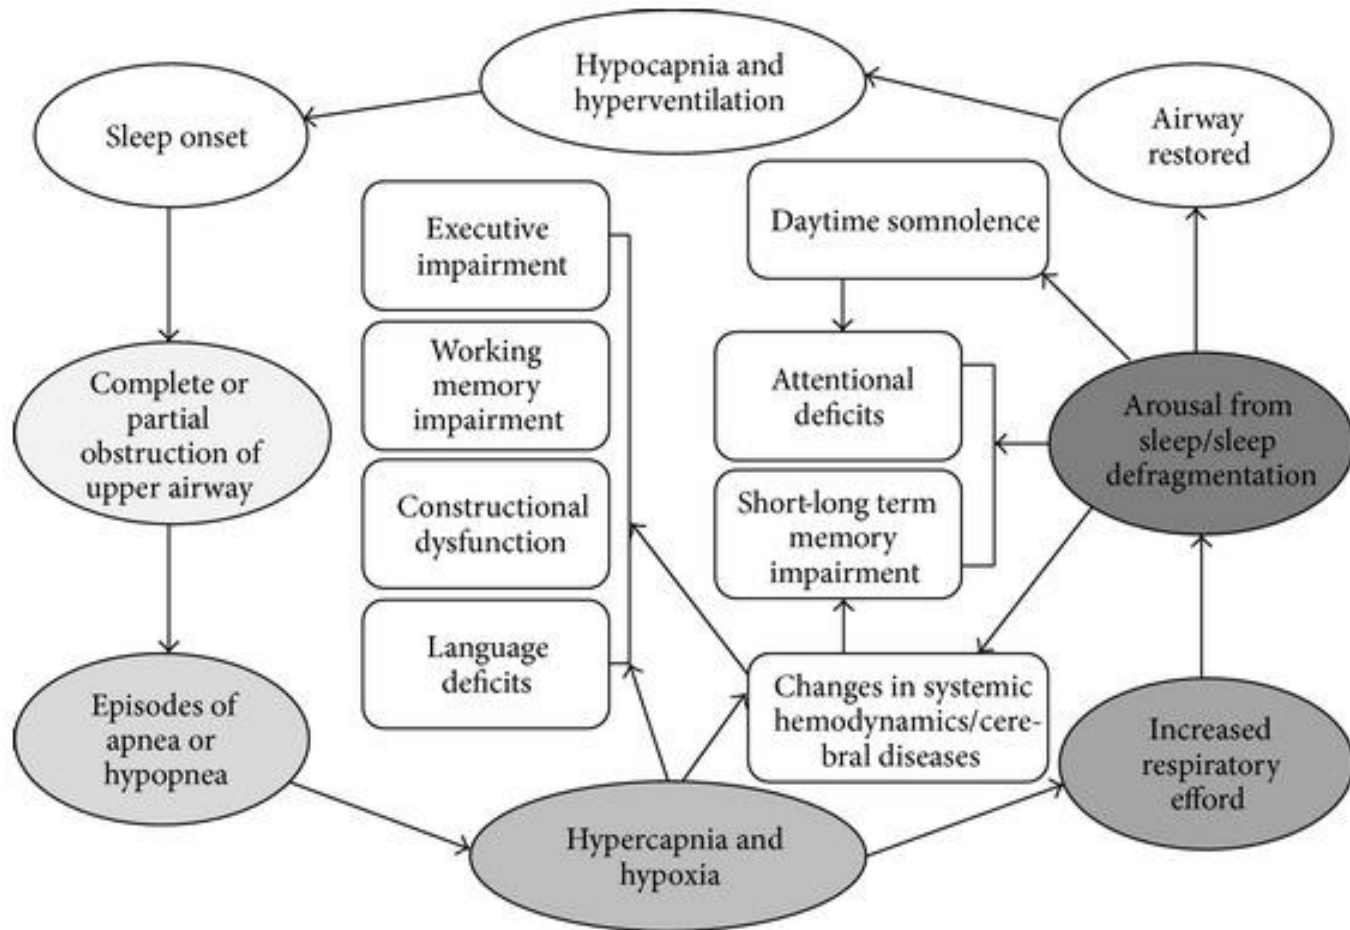 Hypocapnia and
hyperventilation
Sleep onset
Airway
restored
Executive
impairment
Daytime somnolence
Working
memory
impairment
Attentional
deficits
Complete or
partial
obstruction of
upper airway
Arousal from
sleep/sleep
defragmentation
Constructional
dysfunction
Short-long term
memory
impairment
Language
deficits
Changes in systemic
hemodynamics/cere-
bral diseases
Episodes of
apnea or
hypopnea
Increased
respiratory
efford
Hypercapnia and
hypoxia